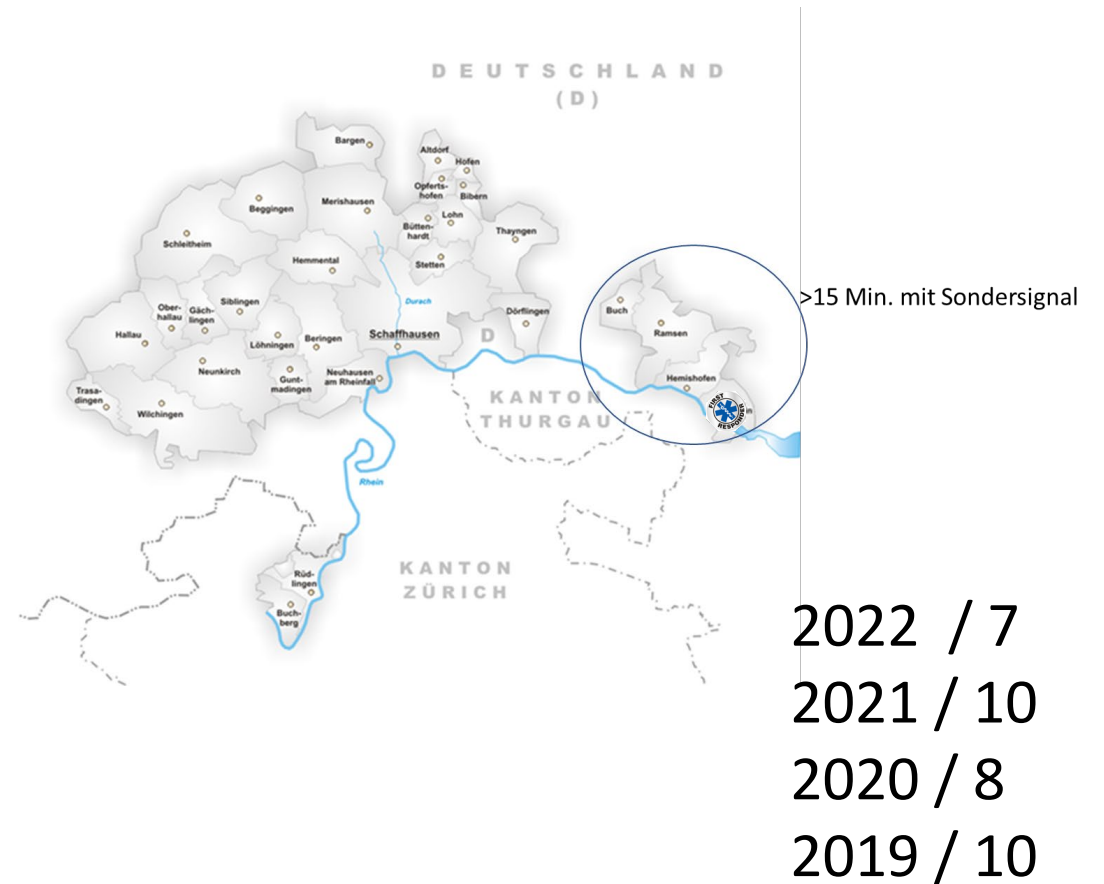 DEUTSCHLAND
(D)
Bargen
Altdorf
Hofen
Opferts-
hofen
Bibern
Beggingen
Merishausen
Lohn
Bütten-
hardt
Thayngen
Schleitheim
Hemmental
Stetten
>15 Min. mit Sondersignal
Durach
Siblingen
Ober-
hallau
Gäch-
lingen
Dörflingen
Buch
Ramsen
Hallau
Löhningen
Beringen
Schaffhausen
D
Neunkirch
Gunt-
madingen
Neuhausen
am Rheinfall
Hemishofen
Trasa-
dingen
Wilchingen
KANTON
THURGAU
FIRST
RESPONDER
Rhein
KANTON
ZÜRICH
Rüd-
lingen
Buch-
berg
2022 / 7
2021 / 10
2020 / 8
2019 / 10